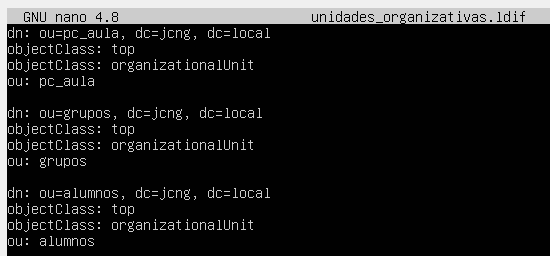 GNU nano 4.8 unidades_organizativas.ldif
dn: ou=pc_aula, dc=jcng, dc=local
objectClass: top
objectClass: organizationalUnit
ou: pc_aula
dn: ou=grupos, dc=jcng, dc=local
objectClass: top
objectClass: organizationalUnit
ou: grupos
dn: ou=alumnos, dc=jcng, dc=local
objectClass: top
objectClass: organizationalUnit
ou: alumnos